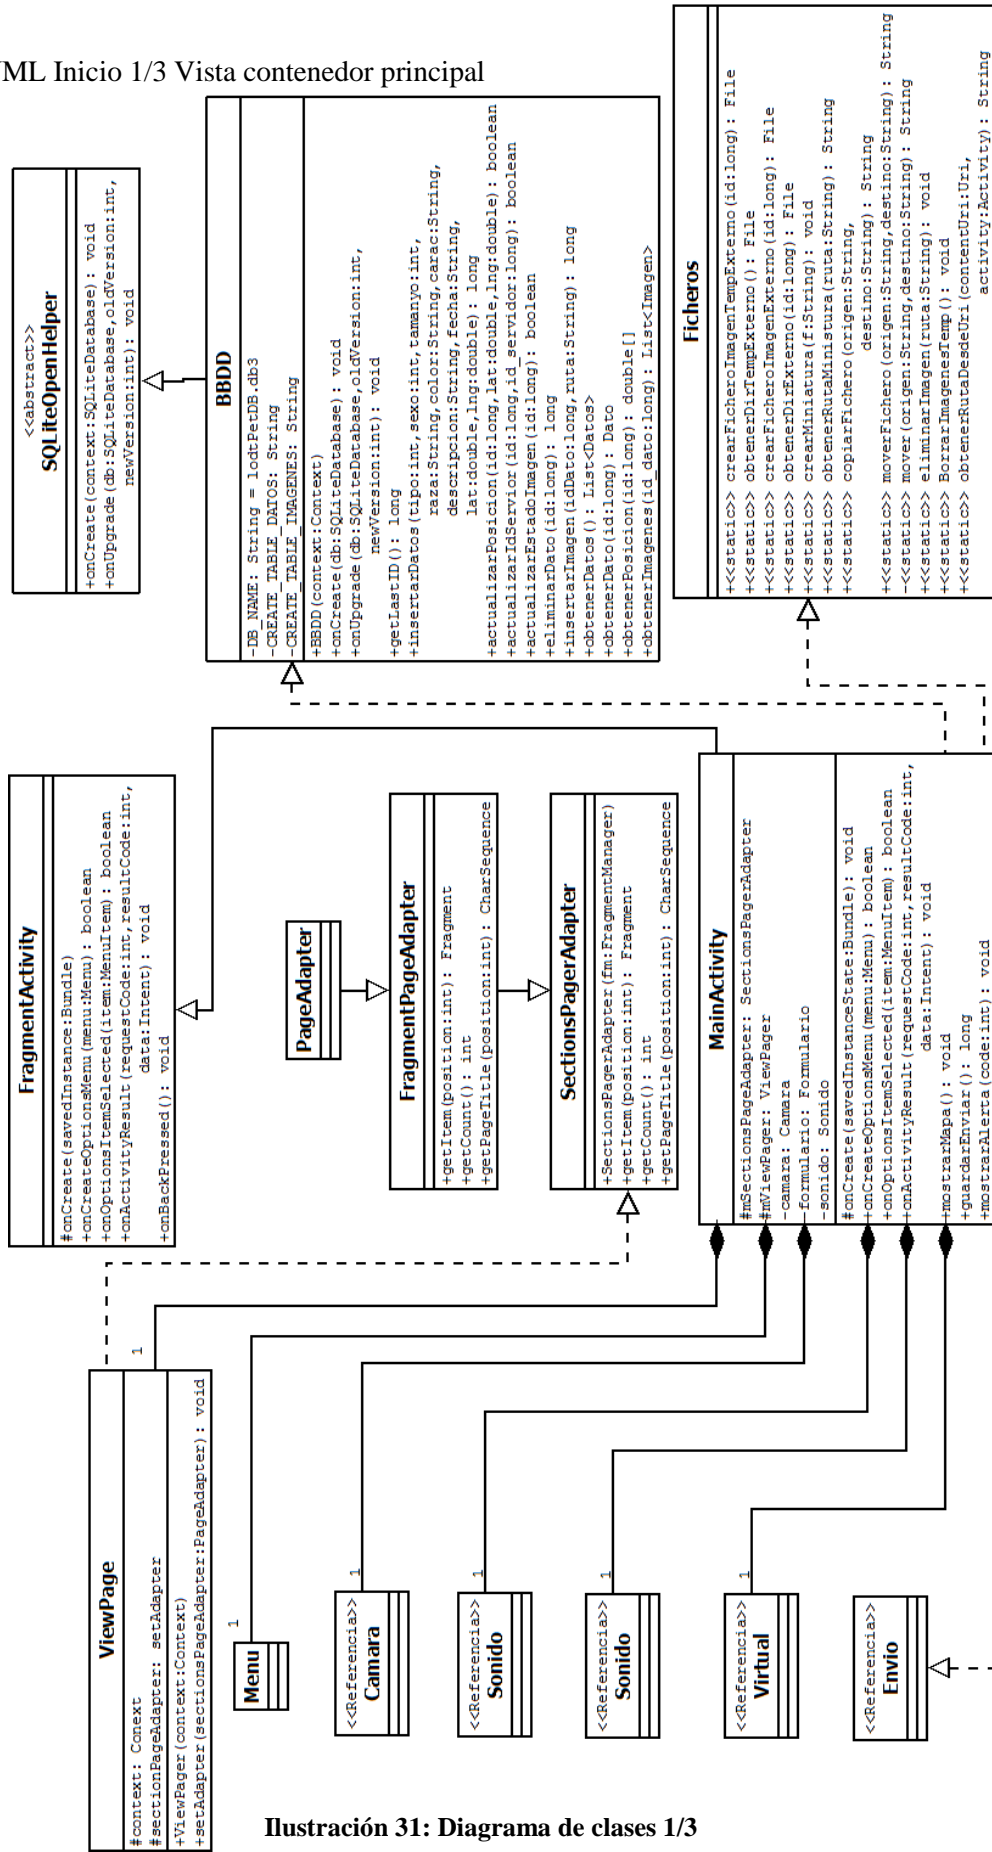 ML Inicio 1/3 Vista contenedor principal
ViewPage
#context: Conext
#sectionPageAdapter: setAdapter
+ViewPager(context:Context)
+setAdapter(sectionsPageAdapter:PageAdapter): void
1
Menu
1
<<Referencia>>
Camara
1
<<Referencia>>
Sonido
1
<<Referencia>>
Sonido
1
<<Referencia>>
Virtual
1
<<Referencia>>
Envio
FragmentActivity
#onCreate(savedInstance:Bundle)
+onCreateOptionsMenu(menu:Menu): boolean
+onOptionsItemSelected(item:MenuItem): boolean
+onActivityResult(requestCode:int,resultCode:int,
data:Intent): void
+onBackPressed(): void
PageAdapter
FragmentPageAdapter
+getItem(position:int): Fragment
+getCount(): int
+getPageTitle(position:int): CharSequence
SectionsPagerAdapter
+SectionsPagerAdapter(fm:FragmentManager)
+getItem(position:int): Fragment
+getCount(): int
+getPageTitle(position:int): CharSequence
MainActivity
#mSectionsPageAdapter: SectionsPagerAdapter
#mViewPager: ViewPager
-camara: Camara
-formulario: Formulario
-sonido: Sonido
#onCreate(savedInstanceState:Bundle): void
+onCreateOptionsMenu(menu:Menu): boolean
+onOptionsItemSelected(item:MenuItem): boolean
+onActivityResult(requestCode:int,resultCode:int,
data:Intent): void
+mostrarMapa(): void
+guardarEnviar(): long
+mostrarAlerta(code:int): void
<<abstract>>
SQLiteOpenHelper
+onCreate(context:SQLiteDatabase): void
+onUpgrade(db:SQLiteDatabase,oldVersion:int,
newVersion:int): void
BBDD
-DB_NAME: String = lodtPetDB.db3
-CREATE_TABLE_DATOS: String
-CREATE_TABLE_IMAGENES: String
+BBDD(context:Context)
+onCreate(db:SQLiteDatabase): void
+onUpgrade(db:SQLiteDatabase,oldVersion:int,
newVersion:int): void
+getLastID(): long
+insertarDatos(tipo:int,sexo:int,tamanyo:int,
raza:String,color:String,carac:String,
descripcion:String,fecha:String,
lat:double,lng:double): long
+actualizarPosicion(id:long,lat:double,lng:double): boolean
+actualizarIdServior(id:long,id_servidor:long): boolean
+actualizarEstadoImagen(id:long): boolean
+eliminarDato(id:long): long
+insertarImagen(idDato:long,ruta:String): long
+obtenerDatos(): List<Datos>
+obtenerDato(id:long): Dato
+obtenerPosicion(id:long): double[]
+obtenerImagenes(id_dato:long): List<Imagen>
Ficheros
+<<static>> crearFicheroImagenTempExterno(id:long): File
+<<static>> obtenerDirTempExterno(): File
+<<static>> crearFicheroImagenExterno(id:long): File
-<<static>> obtenerDirExterno(id:long): File
+<<static>> crearMiniatura(f:String): void
+<<static>> obtenerRutaMinistura(ruta:String): String
+<<static>> copiarFichero(origen:String,
destino:String): String
+<<static>> moverFichero(origen:String,destino:String): String
-<<static>> mover(origen:String,destino:String): String
+<<static>> eliminarImagen(ruta:String): void
+<<static>> BorrarImagenesTemp(): void
+<<static>> obtenerRutaDesdeUri(contentUri:Uri,
activity:Activity): String
Ilustración 31: Diagrama de clases 1/3